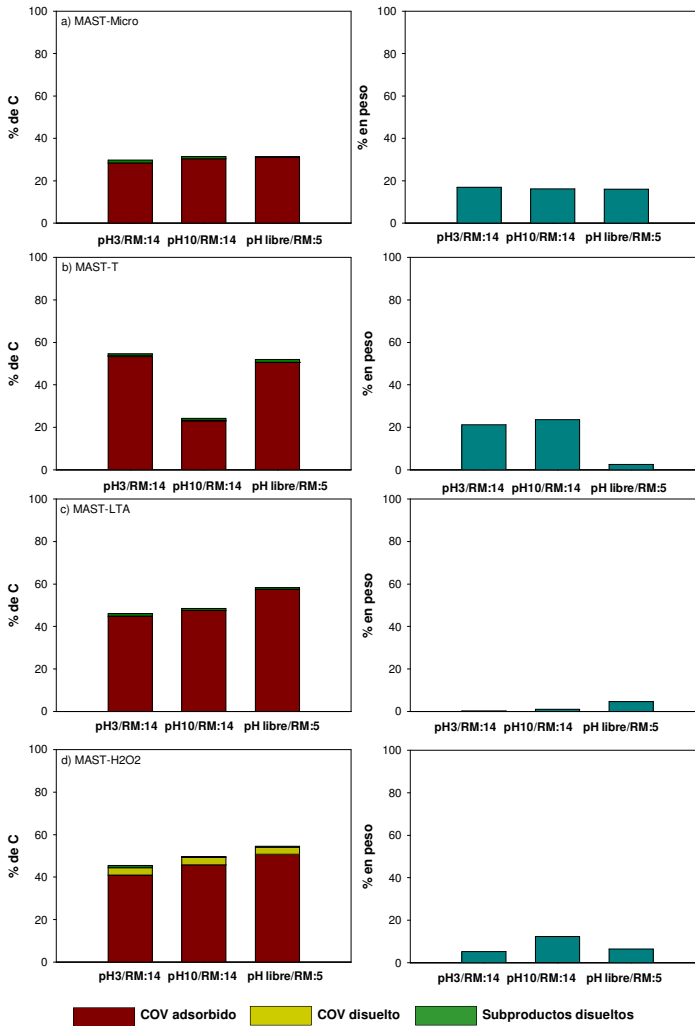 a) MAST-Micro
% de C
100
80
60
40
20
0
pH3/RM:14 pH10/RM:14 pH libre/RM:5
% en peso
100
80
60
40
20
0
pH3/RM:14 pH10/RM:14 pH libre/RM:5
b) MAST-T
% de C
100
80
60
40
20
0
pH3/RM:14 pH10/RM:14 pH libre/RM:5
% en peso
100
80
60
40
20
0
pH3/RM:14 pH10/RM:14 pH libre/RM:5
c) MAST-LTA
% de C
100
80
60
40
20
0
pH3/RM:14 pH10/RM:14 pH libre/RM:5
% en peso
100
80
60
40
20
0
pH3/RM:14 pH10/RM:14 pH libre/RM:5
d) MAST-H2O2
% de C
100
80
60
40
20
0
pH3/RM:14 pH10/RM:14 pH libre/RM:5
% en peso
100
80
60
40
20
0
pH3/RM:14 pH10/RM:14 pH libre/RM:5
COV adsorbido COV disuelto Subproductos disueltos